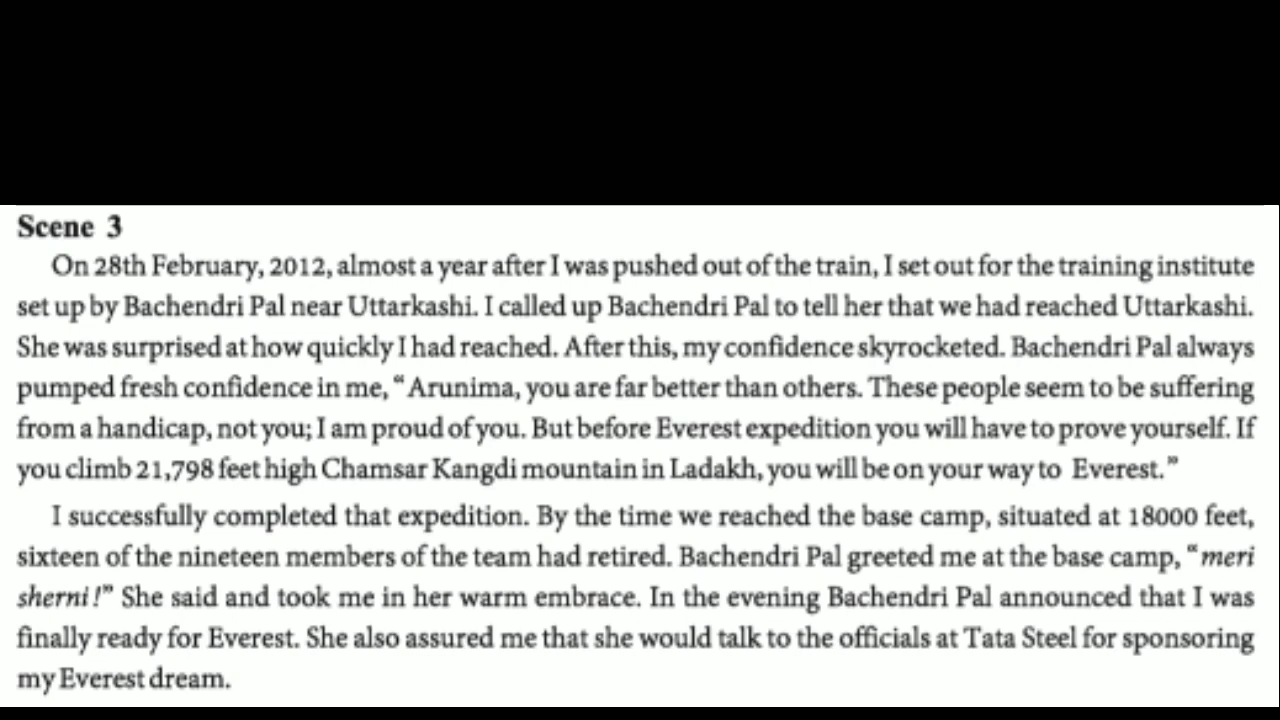 Scene 3
On 28th February, 2012, almost a year after I was pushed out of the train, I set out for the training institute
set up by Bachendri Pal near Uttarkashi. I called up Bachendri Pal to tell her that we had reached Uttarkashi.
She was surprised at how quickly I had reached. After this, my confidence skyrocketed. Bachendri Pal always
pumped fresh confidence in me, “Arunima, you are far better than others. These people seem to be suffering
from a handicap, not you; I am proud of you. But before Everest expedition you will have to prove yourself. If
you climb 21,798 feet high Chamsar Kangdi mountain in Ladakh, you will be on your way to Everest.”
I successfully completed that expedition. By the time we reached the base camp, situated at 18000 feet,
sixteen of the nineteen members of the team had retired. Bachendri Pal greeted me at the base camp, “meri
sherni!” She said and took me in her warm embrace. In the evening Bachendri Pal announced that I was
finally ready for Everest. She also assured me that she would talk to the officials at Tata Steel for sponsoring
my Everest dream.